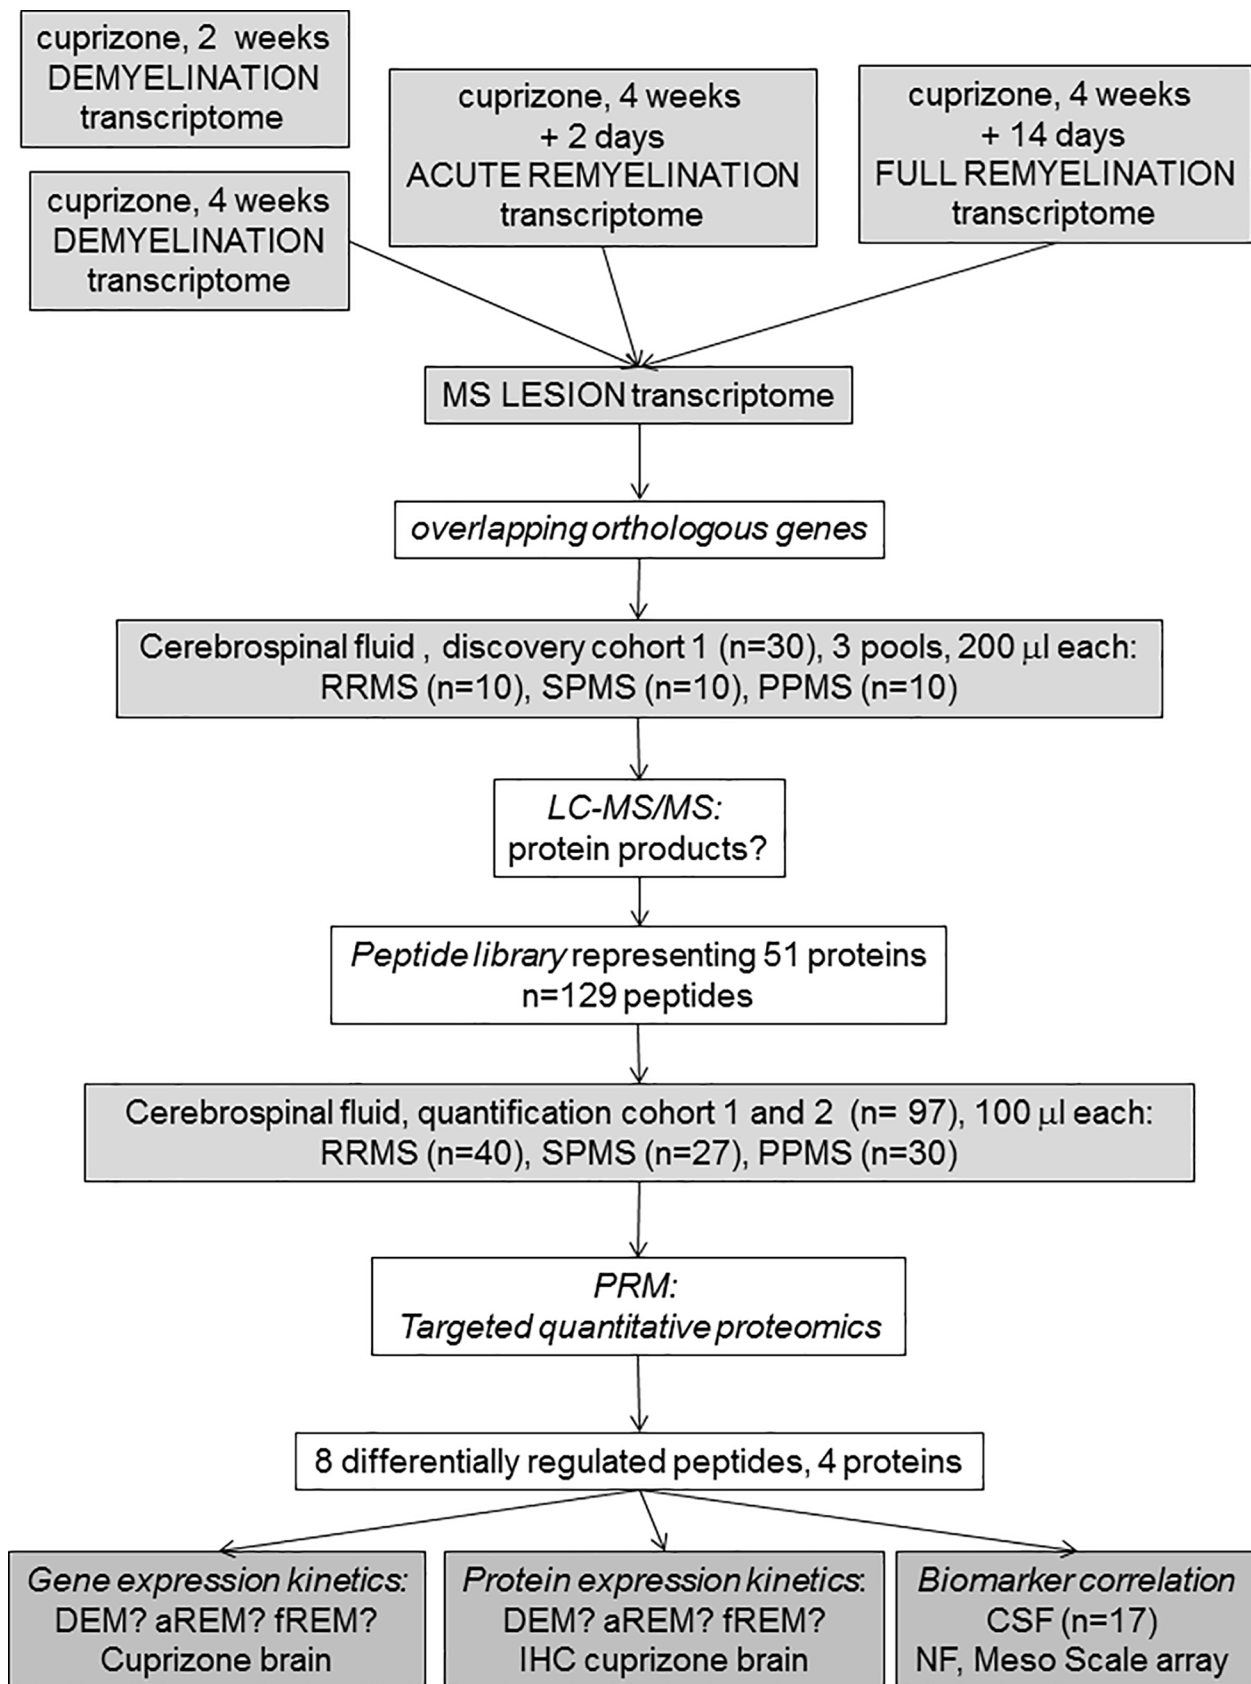 cuprizone, 2 weeks
DEMYELINATION
transcriptome
cuprizone, 4 weeks
DEMYELINATION
transcriptome
cuprizone, 4 weeks
+ 2 days
ACUTE REMYELINATION
transcriptome
cuprizone, 4 weeks
+ 14 days
FULL REMYELINATION
transcriptome
MS LESION transcriptome
overlapping orthologous genes
Cerebrospinal fluid , discovery cohort 1 (n=30), 3 pools, 200 μl each:
RRMS (n=10), SPMS (n=10), PPMS (n=10)
LC-MS/MS:
protein products?
Peptide library representing 51 proteins
n=129 peptides
Cerebrospinal fluid, quantification cohort 1 and 2 (n= 97), 100 μl each:
RRMS (n=40), SPMS (n=27), PPMS (n=30)
PRM:
Targeted quantitative proteomics
8 differentially regulated peptides, 4 proteins
Gene expression kinetics:
DEM? aREM? fREM?
Cuprizone brain
Protein expression kinetics:
DEM? aREM? fREM?
IHC cuprizone brain
Biomarker correlation
CSF (n=17)
NF, Meso Scale array